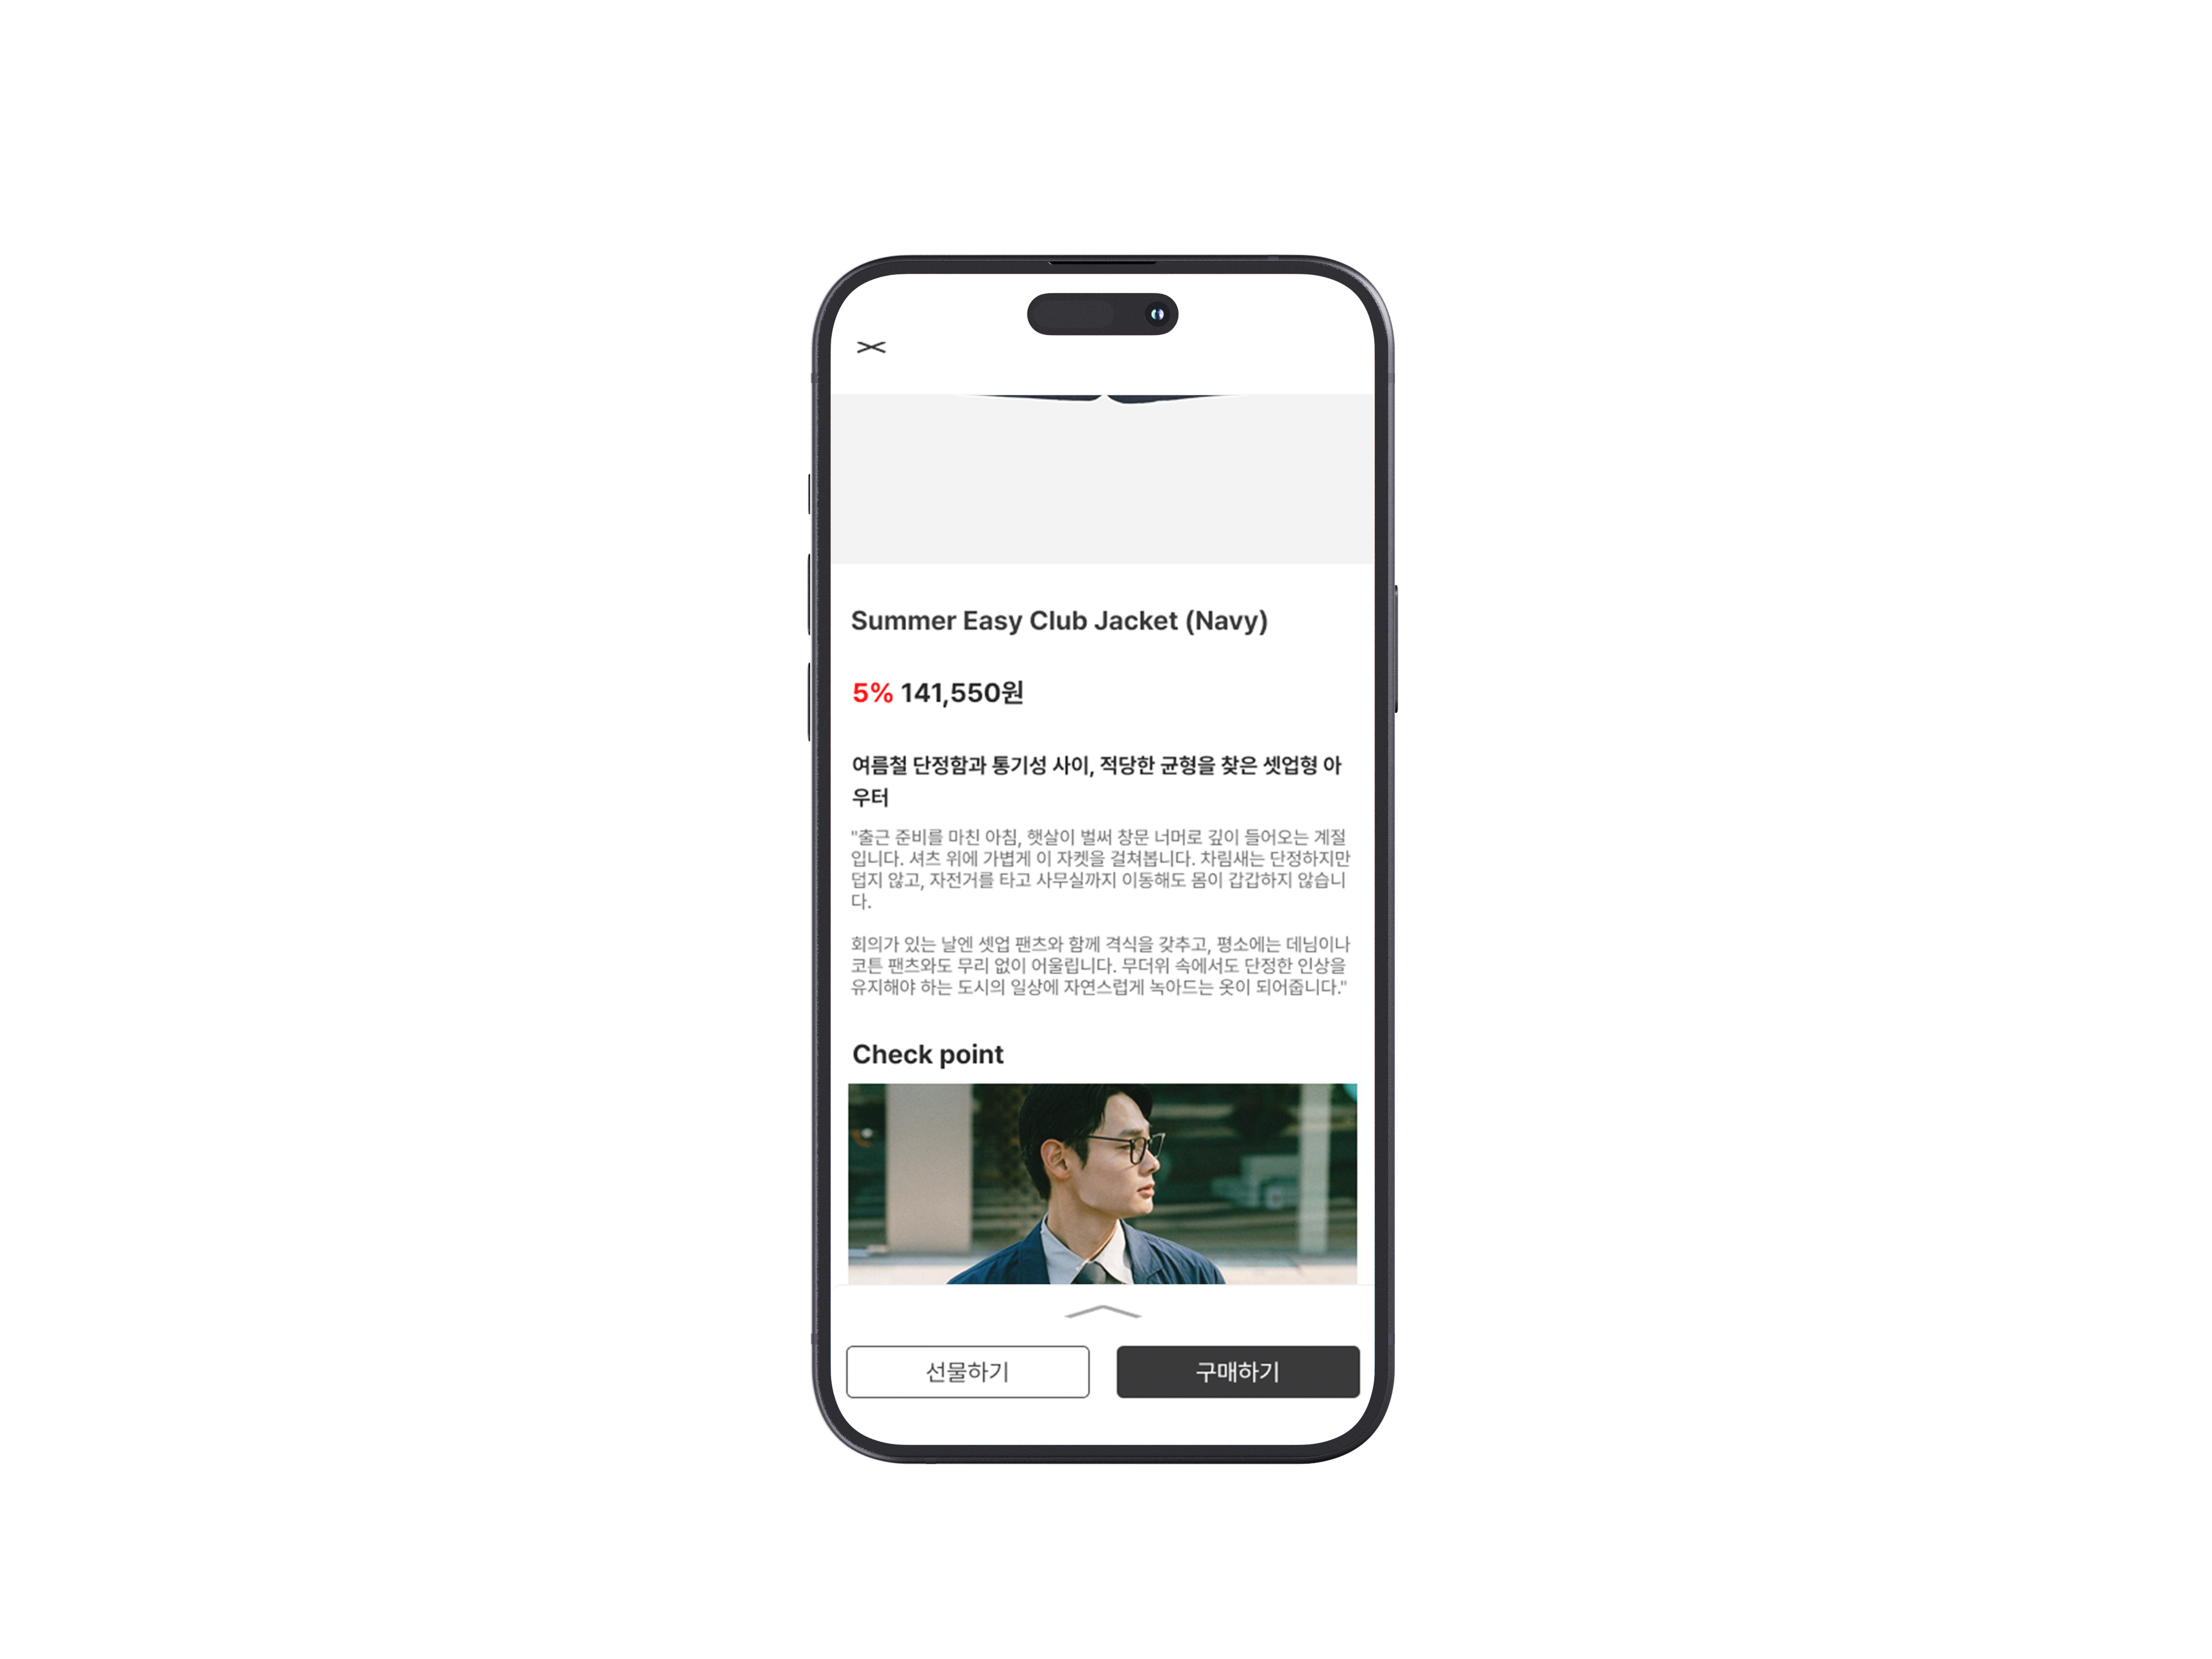 Summer Easy Club Jacket (Navy)
5% 141,550원
여름철 단정함과 통기성 사이, 적당한 균형을 찾은 셋업형 아
우터
"출근 준비를 마친 아침, 햇살이 벌써 창문 너머로 깊이 들어오는 계절
입니다. 셔츠 위에 가볍게 이 자켓을 걸쳐봅니다. 차림새는 단정하지만
덥지 않고, 자전거를 타고 사무실까지 이동해도 몸이 갑갑하지 않습니
다.
회의가 있는 날엔 셋업 팬츠와 함께 격식을 갖추고, 평소에는 데님이나
코튼 팬츠와도 무리 없이 어울립니다. 무더위 속에서도 단정한 인상을
유지해야 하는 도시의 일상에 자연스럽게 녹아드는 옷이 되어줍니다."
Check point
선물하기
구매하기